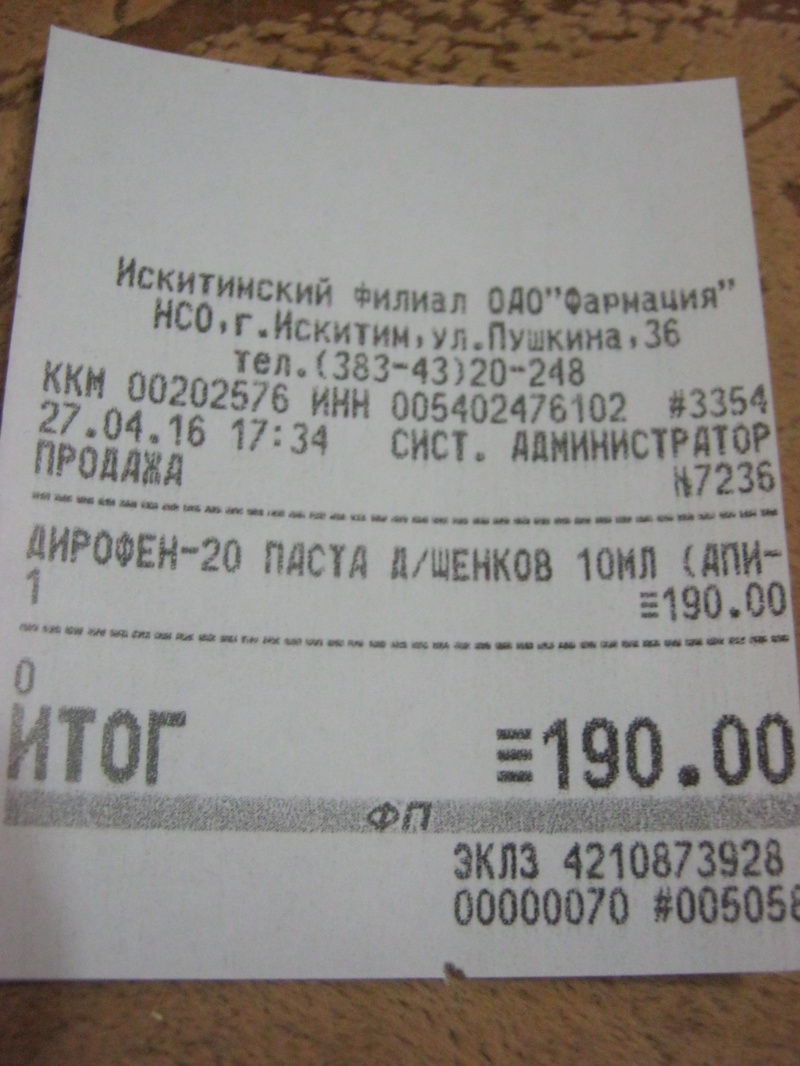 Искитимский филиал ОАО"Фармация"
НСО,г.Искитим,ул.Пушкина,36
тел.(383-43)20-248
ККМ 00202576 ИНН 005402476102 #3354
27.04.16 17:34 СИСТ. АДМИНИСТРАТОР
ПРОДАЖА №7236
ДИРОФЕН-20 ПАСТА Д/ШЕНКОВ 10МЛ (АПИ-
1 ≡190.00
0
ИТОГ ≡190.00
ФП
ЭКЛЗ 4210873928
00000070 #005058